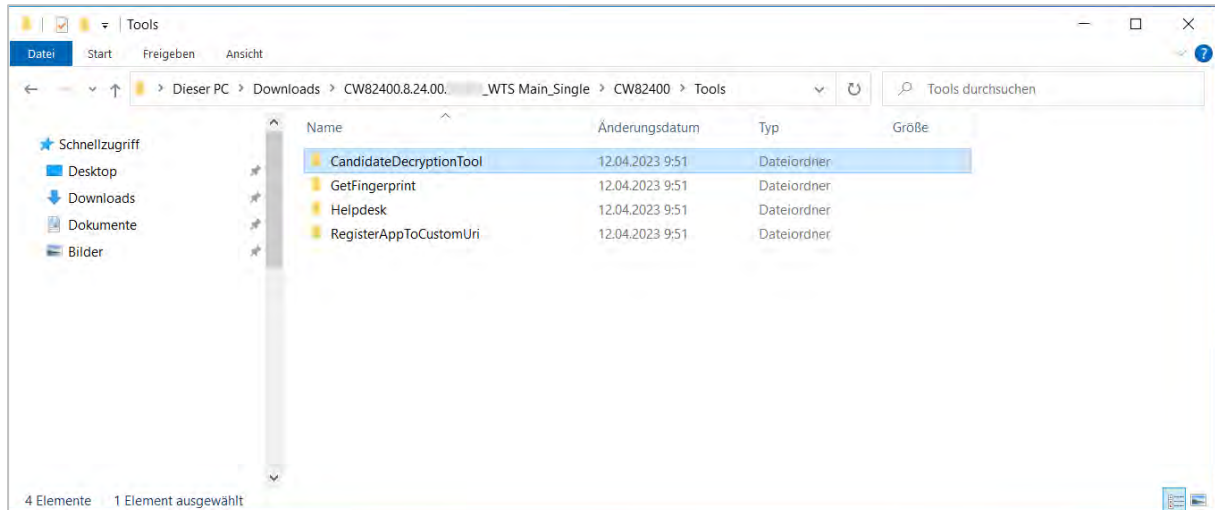 Tools
Datei Start Freigeben Ansicht
Dieser PC > Downloads > CW82400.8.24.00. _WTS Main_Single > CW82400 > Tools Tools durchsuchen
Name Änderungsdatum Typ Größe
Schnellzugriff
CandidateDecryptionTool 12.04.2023 9:51 Dateiordner
Desktop
GetFingerprint 12.04.2023 9:51 Dateiordner
Downloads
Helpdesk 12.04.2023 9:51 Dateiordner
Dokumente
RegisterAppToCustomUri 12.04.2023 9:51 Dateiordner
Bilder
4 Elemente 1 Element ausgewählt